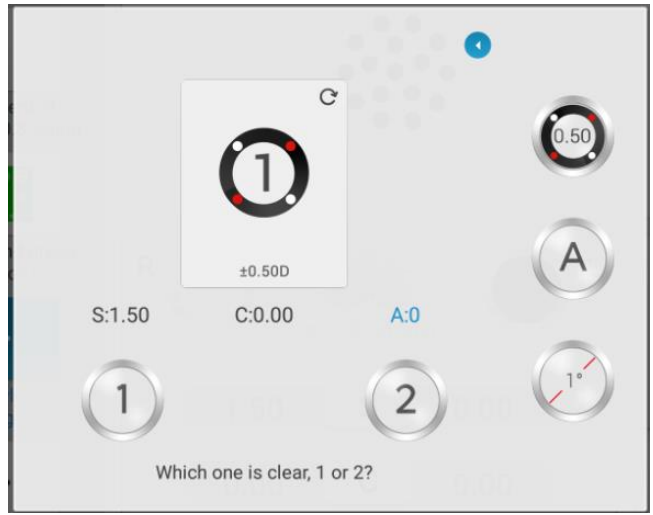 1
0.50
±0.50D
A
S:1.50 C:0.00 A:0
1 2
1°
Which one is clear, 1 or 2?